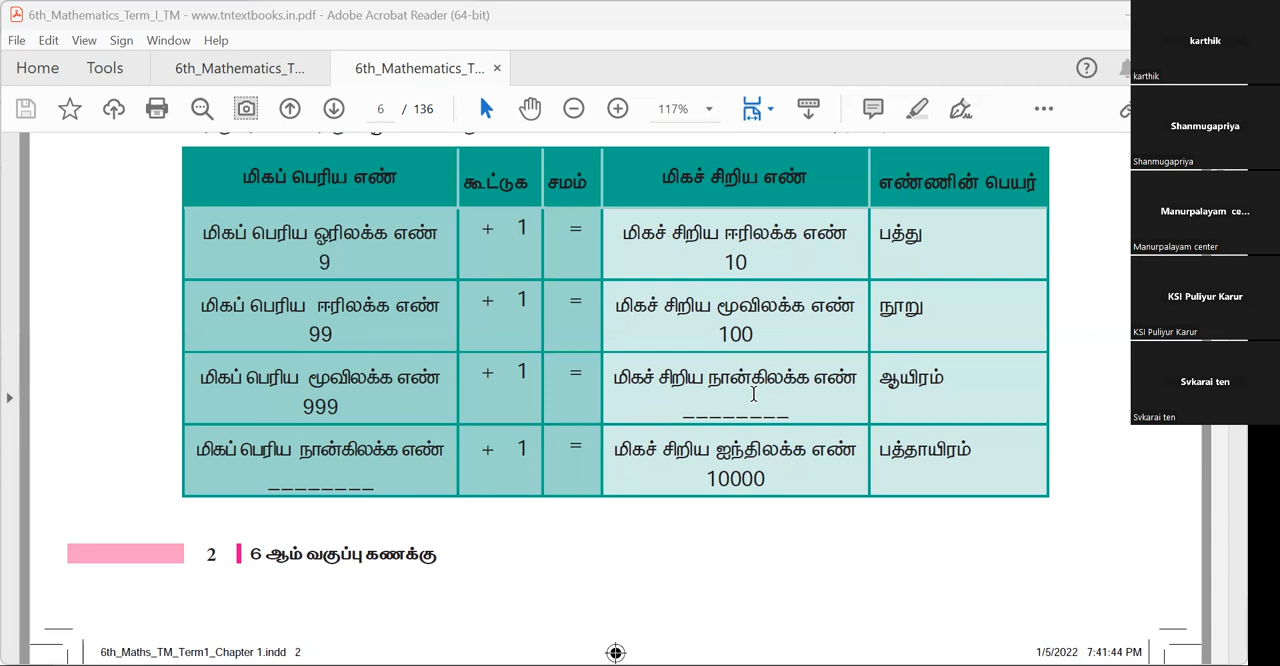 6th_Mathematics_Term_I_TM - www.tntextbooks.in.pdf - Adobe Acrobat Reader (64-bit)
File Edit View Sign Window Help
Home Tools 6th_Mathematics_T... 6th_Mathematics_T... ×
6 / 136 117%
மிகப் பெரிய எண் கூட்டுக சமம் மிகச் சிறிய எண் எண்ணின் பெயர்
மிகப் பெரிய ஓரிலக்க எண் + 1 = மிகச் சிறிய ஈரிலக்க எண் பத்து
9 10
மிகப் பெரிய ஈரிலக்க எண் + 1 = மிகச் சிறிய மூவிலக்க எண் நூறு
99 100
மிகப் பெரிய மூவிலக்க எண் + 1 = மிகச் சிறிய நான்கிலக்க எண் ஆயிரம்
999 ________
மிகப் பெரிய நான்கிலக்க எண் + 1 = மிகச் சிறிய ஐந்திலக்க எண் பத்தாயிரம்
________ 10000
2 6 ஆம் வகுப்பு கணக்கு
6th_Maths_TM_Term1_Chapter 1.indd 2 1/5/2022 7:41:44 PM
karthik
karthik
Shanmugapriya
Shanmugapriya
Manurpalayam ce...
Manurpalayam center
KSI Puliyur Karur
KSI Puliyur Karur
Svkarai ten
Svkarai ten